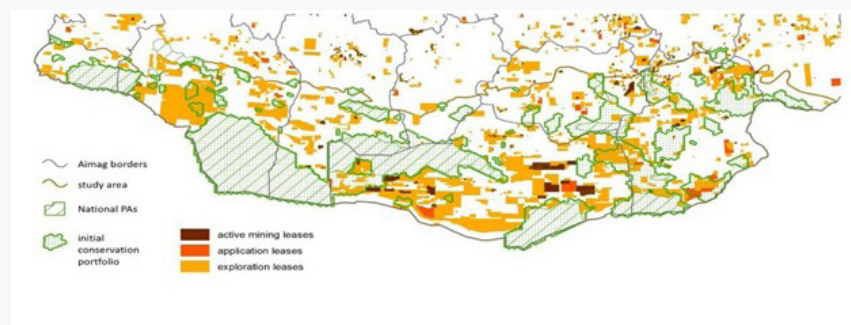 Aimag borders
study area
National PAs
initial
conservation
portfolio
active mining leases
application leases
exploration leases